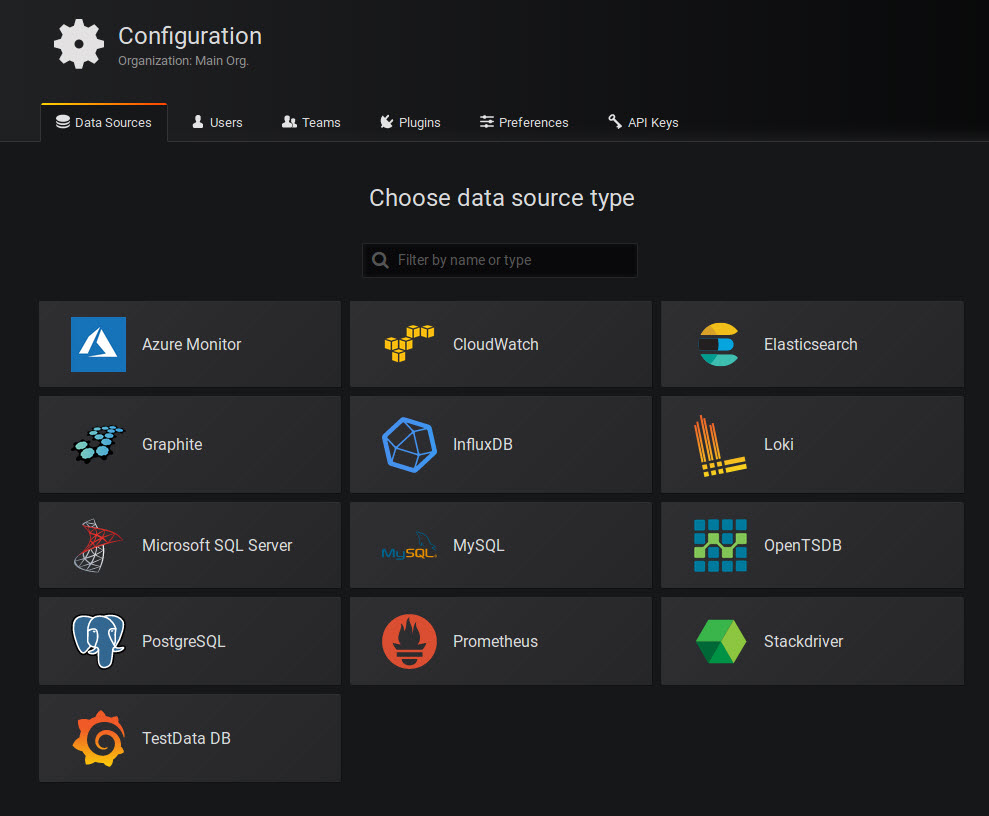 Configuration
Organization: Main Org.
Data Sources Users Teams Plugins Preferences API Keys
Choose data source type
Filter by name or type
Azure Monitor CloudWatch Elasticsearch
Graphite InfluxDB Loki
Microsoft SQL Server MySQL MySQL OpenTSDB
PostgreSQL Prometheus Stackdriver
TestData DB